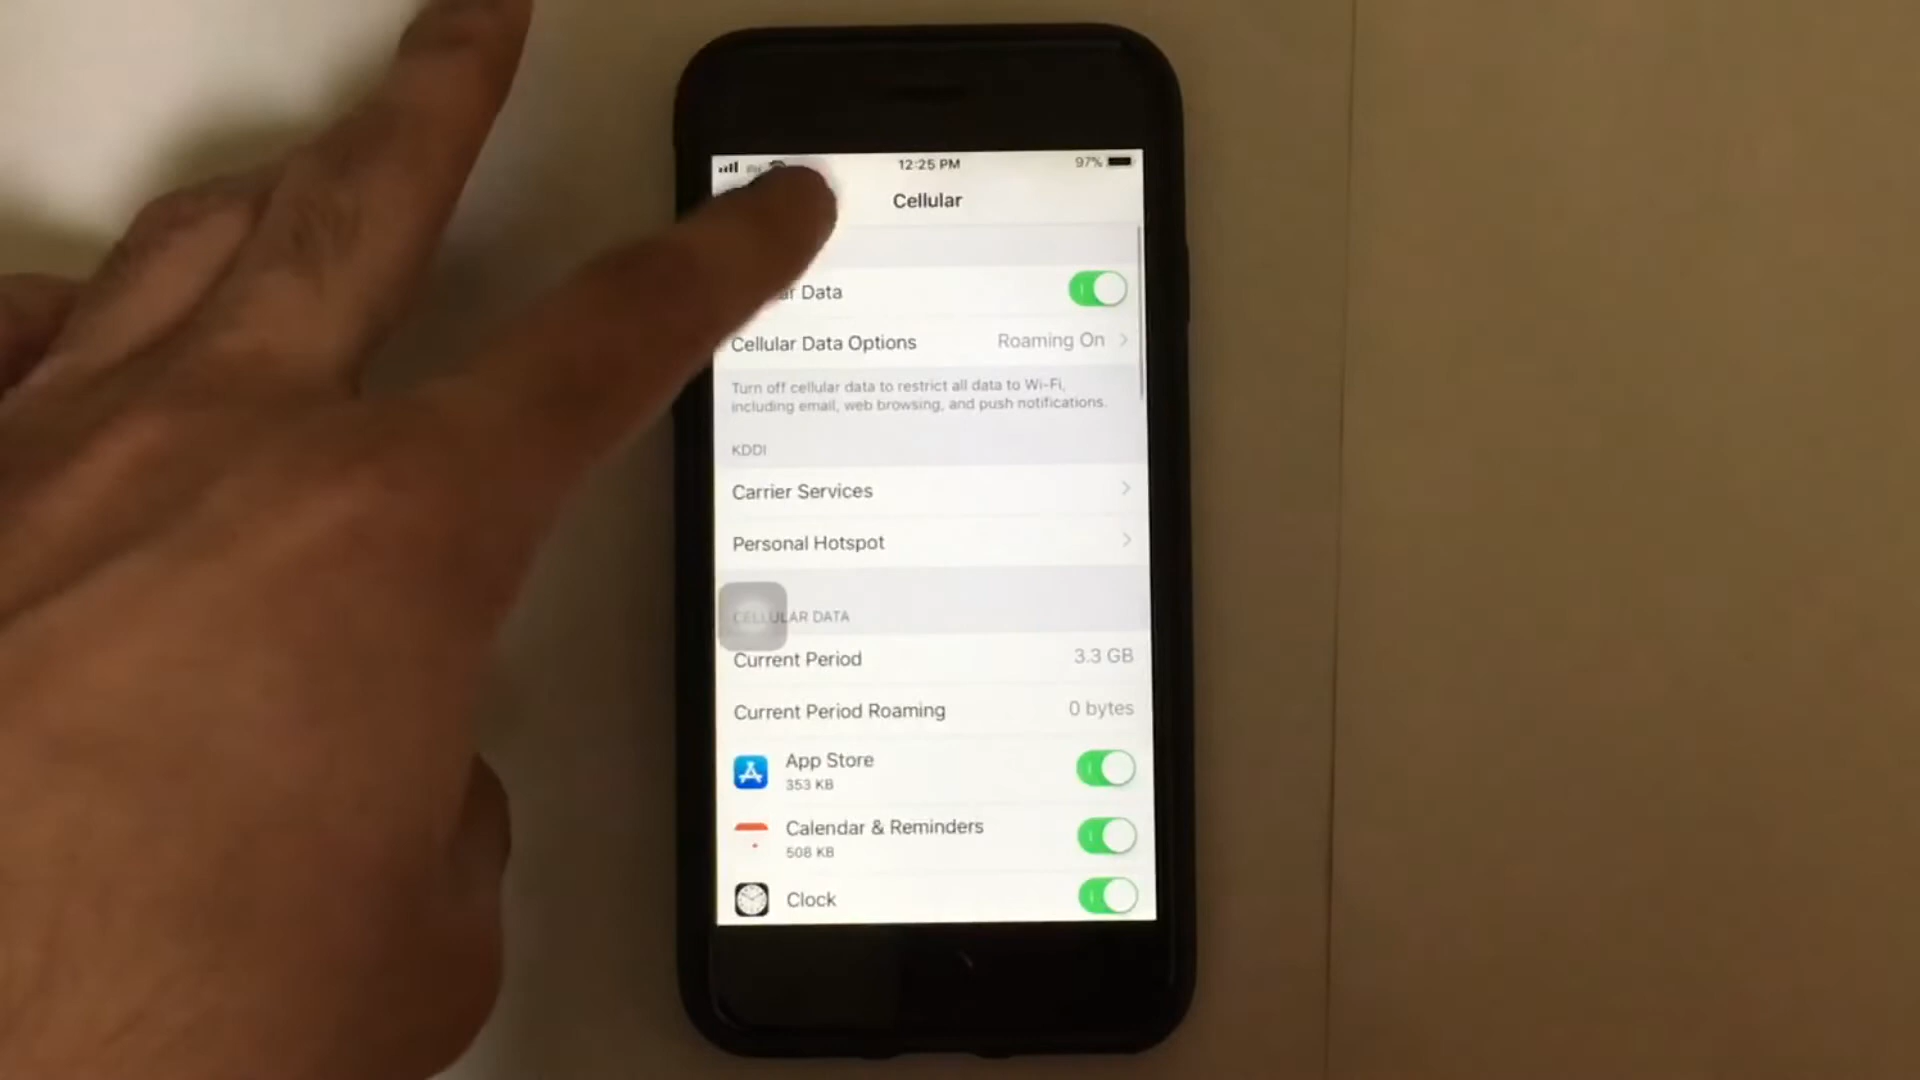 12:25 PM
97%
Cellular
Data
Cellular Data Options
Roaming On
Turn off cellular data to restrict all data to Wi-Fi,
including email, web browsing, and push notifications.
KDDI
Carrier Services
Personal Hotspot
CELLULAR DATA
Current Period
3.3 GB
Current Period Roaming
0 bytes
App Store
353 KB
Calendar & Reminders
508 KB
Clock